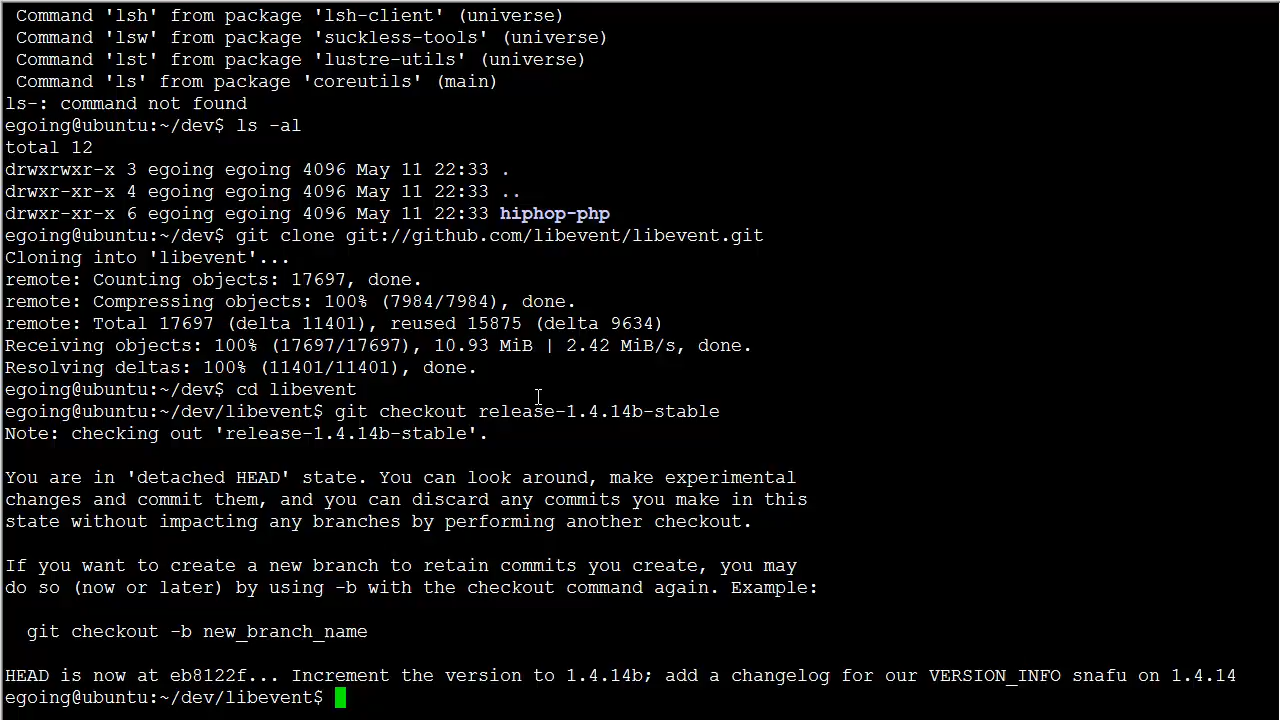 Command 'lsh' from package 'lsh-client' (universe)
Command 'lsw' from package 'suckless-tools' (universe)
Command 'lst' from package 'lustre-utils' (universe)
Command 'ls' from package 'coreutils' (main)
ls-: command not found
egoing@ubuntu:~/dev$ ls -al
total 12
drwxrwxr-x 3 egoing egoing 4096 May 11 22:33 .
drwxr-xr-x 4 egoing egoing 4096 May 11 22:33 ..
drwxr-xr-x 6 egoing egoing 4096 May 11 22:33 hiphop-php
egoing@ubuntu:~/dev$ git clone git://github.com/libevent/libevent.git
Cloning into 'libevent'...
remote: Counting objects: 17697, done.
remote: Compressing objects: 100% (7984/7984), done.
remote: Total 17697 (delta 11401), reused 15875 (delta 9634)
Receiving objects: 100% (17697/17697), 10.93 MiB | 2.42 MiB/s, done.
Resolving deltas: 100% (11401/11401), done.
egoing@ubuntu:~/dev$ cd libevent
egoing@ubuntu:~/dev/libevent$ git checkout release-1.4.14b-stable
Note: checking out 'release-1.4.14b-stable'.
You are in 'detached HEAD' state. You can look around, make experimental
changes and commit them, and you can discard any commits you make in this
state without impacting any branches by performing another checkout.
If you want to create a new branch to retain commits you create, you may
do so (now or later) by using -b with the checkout command again. Example:
git checkout -b new_branch_name
HEAD is now at eb8122f... Increment the version to 1.4.14b; add a changelog for our VERSION_INFO snafu on 1.4.14
egoing@ubuntu:~/dev/libevent$